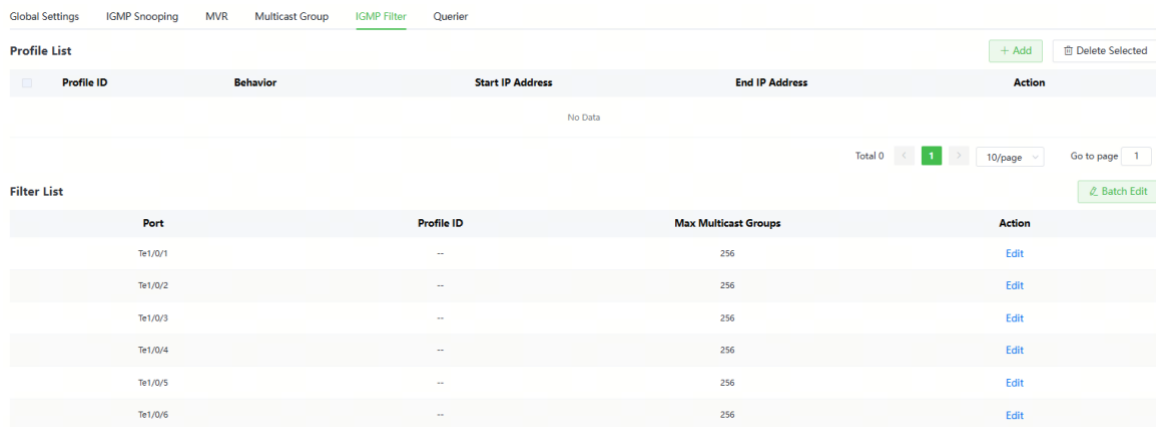 Global Settings IGMP Snooping MVR Multicast Group IGMP Filter Querier
Profile List + Add Delete Selected
Profile ID Behavior Start IP Address End IP Address Action
No Data
Total 0 < 1 > 10/page Go to page 1
Filter List Batch Edit
Port Profile ID Max Multicast Groups Action
Te1/0/1 -- 256 Edit
Te1/0/2 -- 256 Edit
Te1/0/3 -- 256 Edit
Te1/0/4 -- 256 Edit
Te1/0/5 -- 256 Edit
Te1/0/6 -- 256 Edit